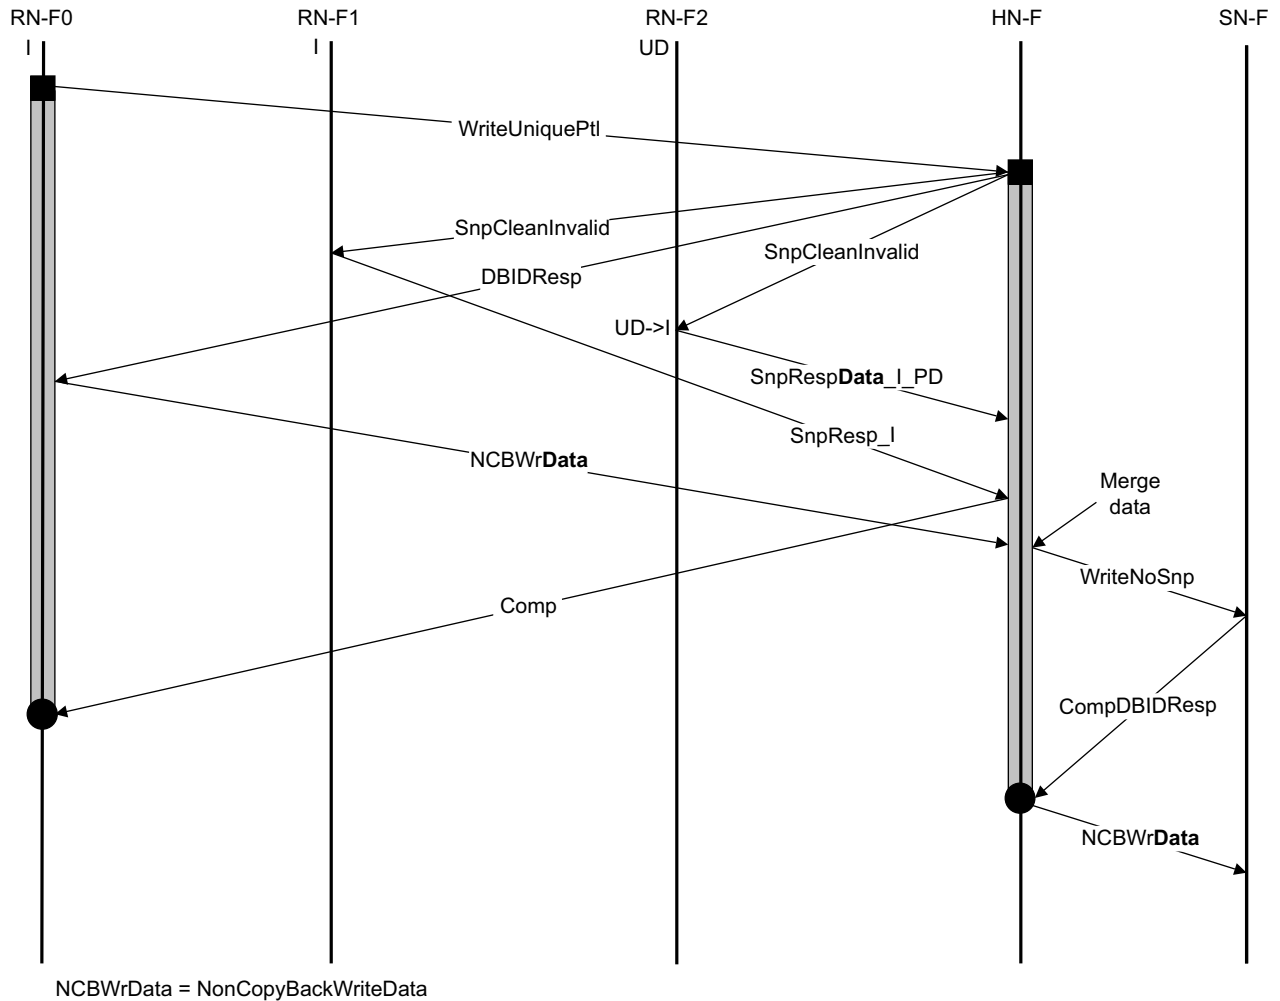 RN-F0 RN-F1 RN-F2 HN-F SN-F
I I UD
WriteUniquePtl
SnpCleanInvalid
SnpCleanInvalid
DBIDResp
UD->I
SnpRespData_I_PD
SnpResp_I
NCBWrData
Merge
data
WriteNoSnp
Comp
CompDBIDResp
NCBWrData
NCBWrData = NonCopyBackWriteData